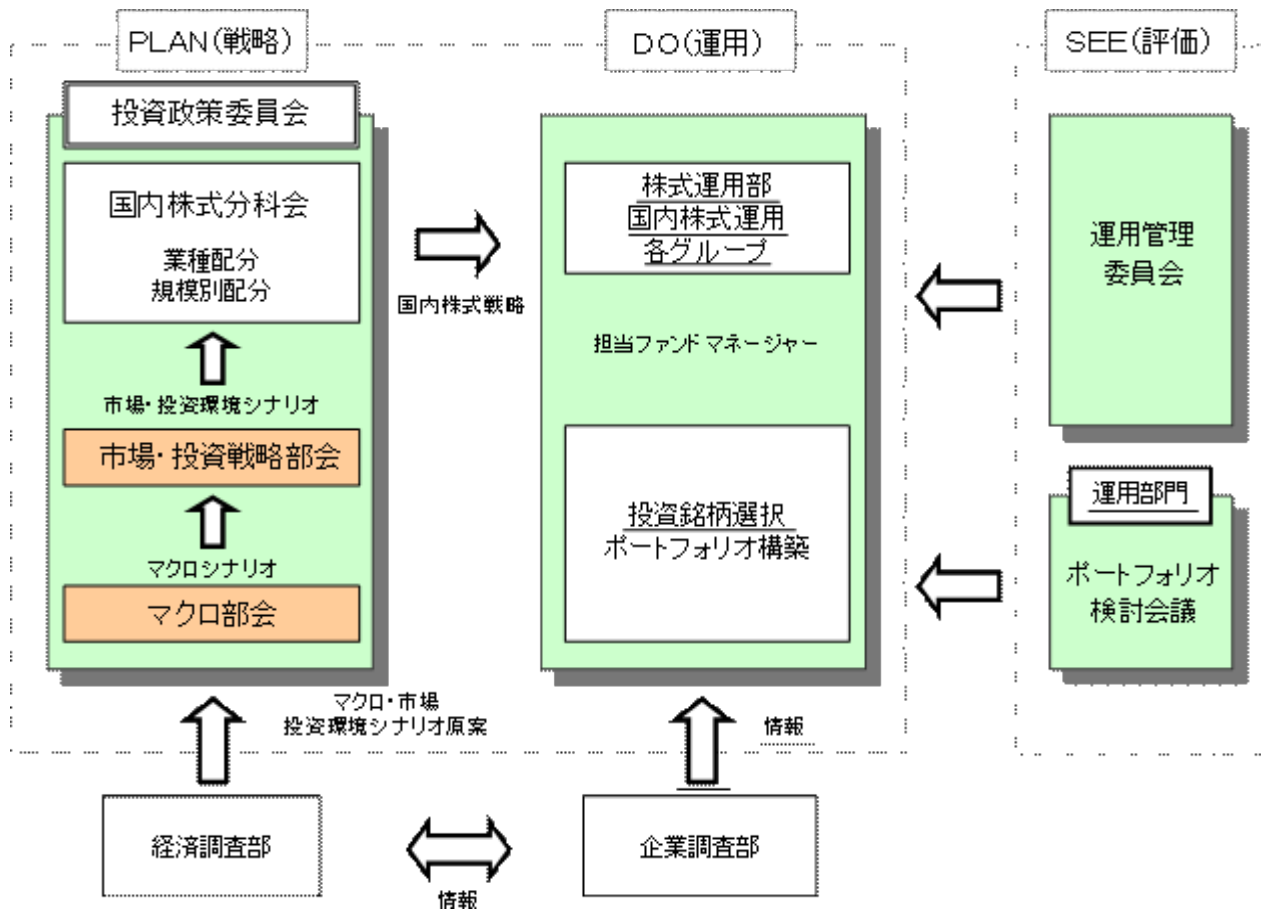 PLAN(戦略)
投資政策委員会
国内株式分科会
業種配分
規模別配分
市場・投資環境シナリオ
市場・投資戦略部会
マクロシナリオ
マクロ部会
国内株式戦略
DO(運用)
株式運用部
国内株式運用
各グループ
担当ファンドマネージャー
投資銘柄選択
ポートフォリオ構築
SEE(評価)
運用管理
委員会
運用部門
ポートフォリオ
検討会議
マクロ・市場
投資環境シナリオ原案
情報
経済調査部
情報
企業調査部